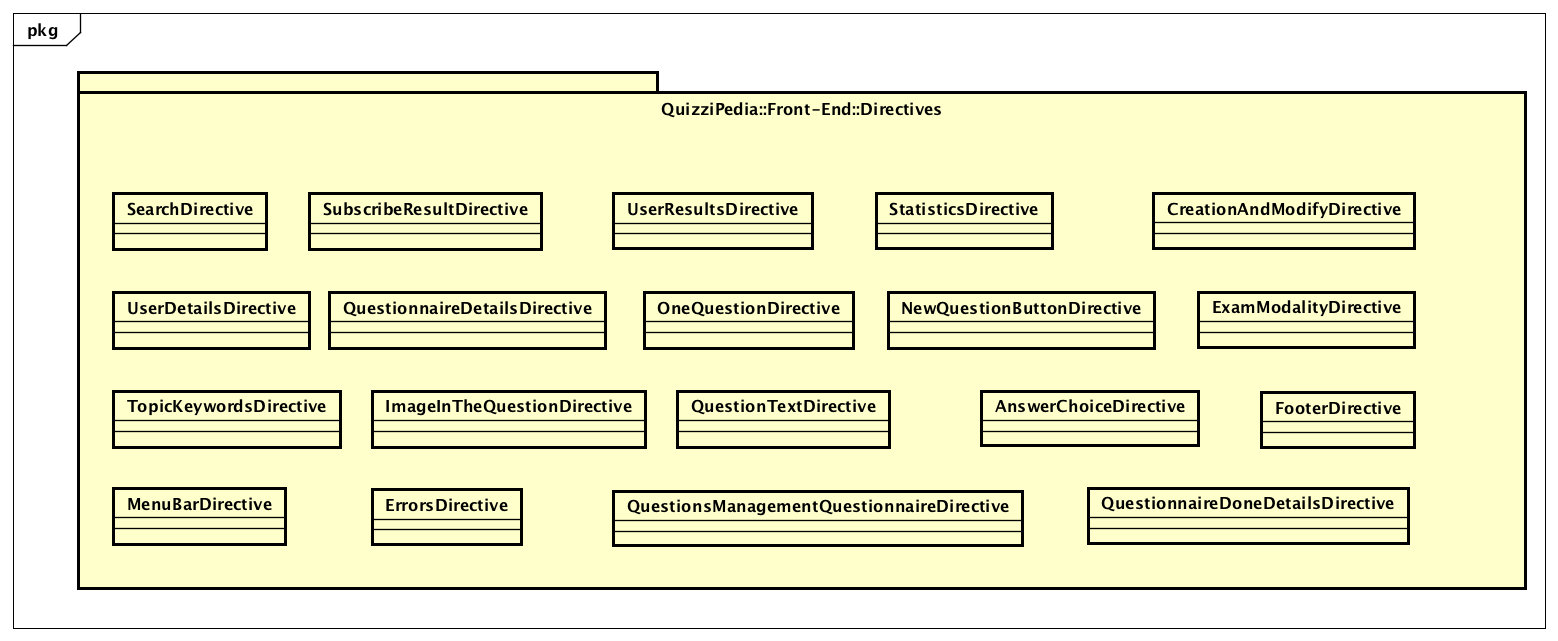 pkg
QuizziPedia::Front-End::Directives
SearchDirective
SubscribeResultDirective
UserResultsDirective
StatisticsDirective
CreationAndModifyDirective
UserDetailsDirective
QuestionnaireDetailsDirective
OneQuestionDirective
NewQuestionButtonDirective
ExamModalityDirective
TopicKeywordsDirective
ImageInTheQuestionDirective
QuestionTextDirective
AnswerChoiceDirective
FooterDirective
MenuBarDirective
ErrorsDirective
QuestionsManagementQuestionnaireDirective
QuestionnaireDoneDetailsDirective